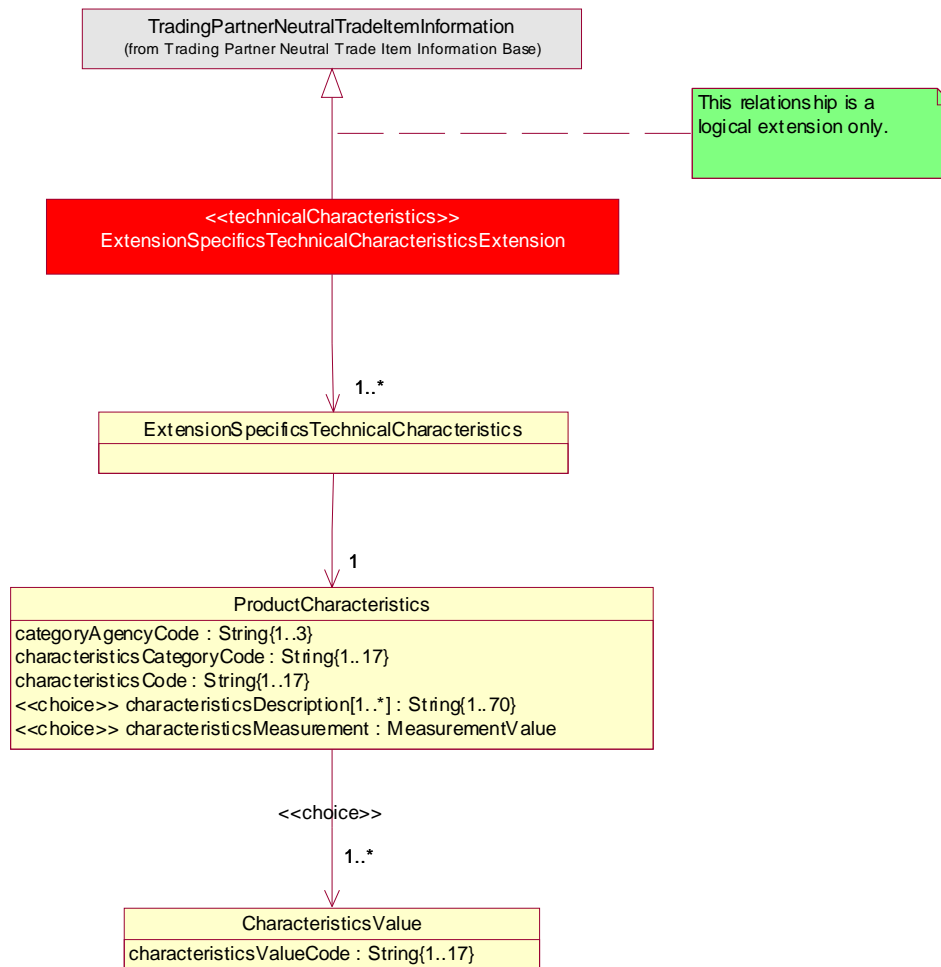 TradingPartnerNeutralTradeItemInformation
(from Trading Partner Neutral Trade Item Information Base)
This relationship is a
logical extension only.
<<technicalCharacteristics>>
ExtensionSpecificsTechnicalCharacteristicsExtension
1..*
ExtensionSpecificsTechnicalCharacteristics
1
ProductCharacteristics
categoryAgencyCode : String{1..3}
characteristicsCategoryCode : String{1..17}
characteristicsCode : String{1..17}
<<choice>> characteristicsDescription[1..*] : String{1..70}
<<choice>> characteristicsMeasurement : MeasurementValue
<<choice>>
1..*
CharacteristicsValue
characteristicsValueCode : String{1..17}